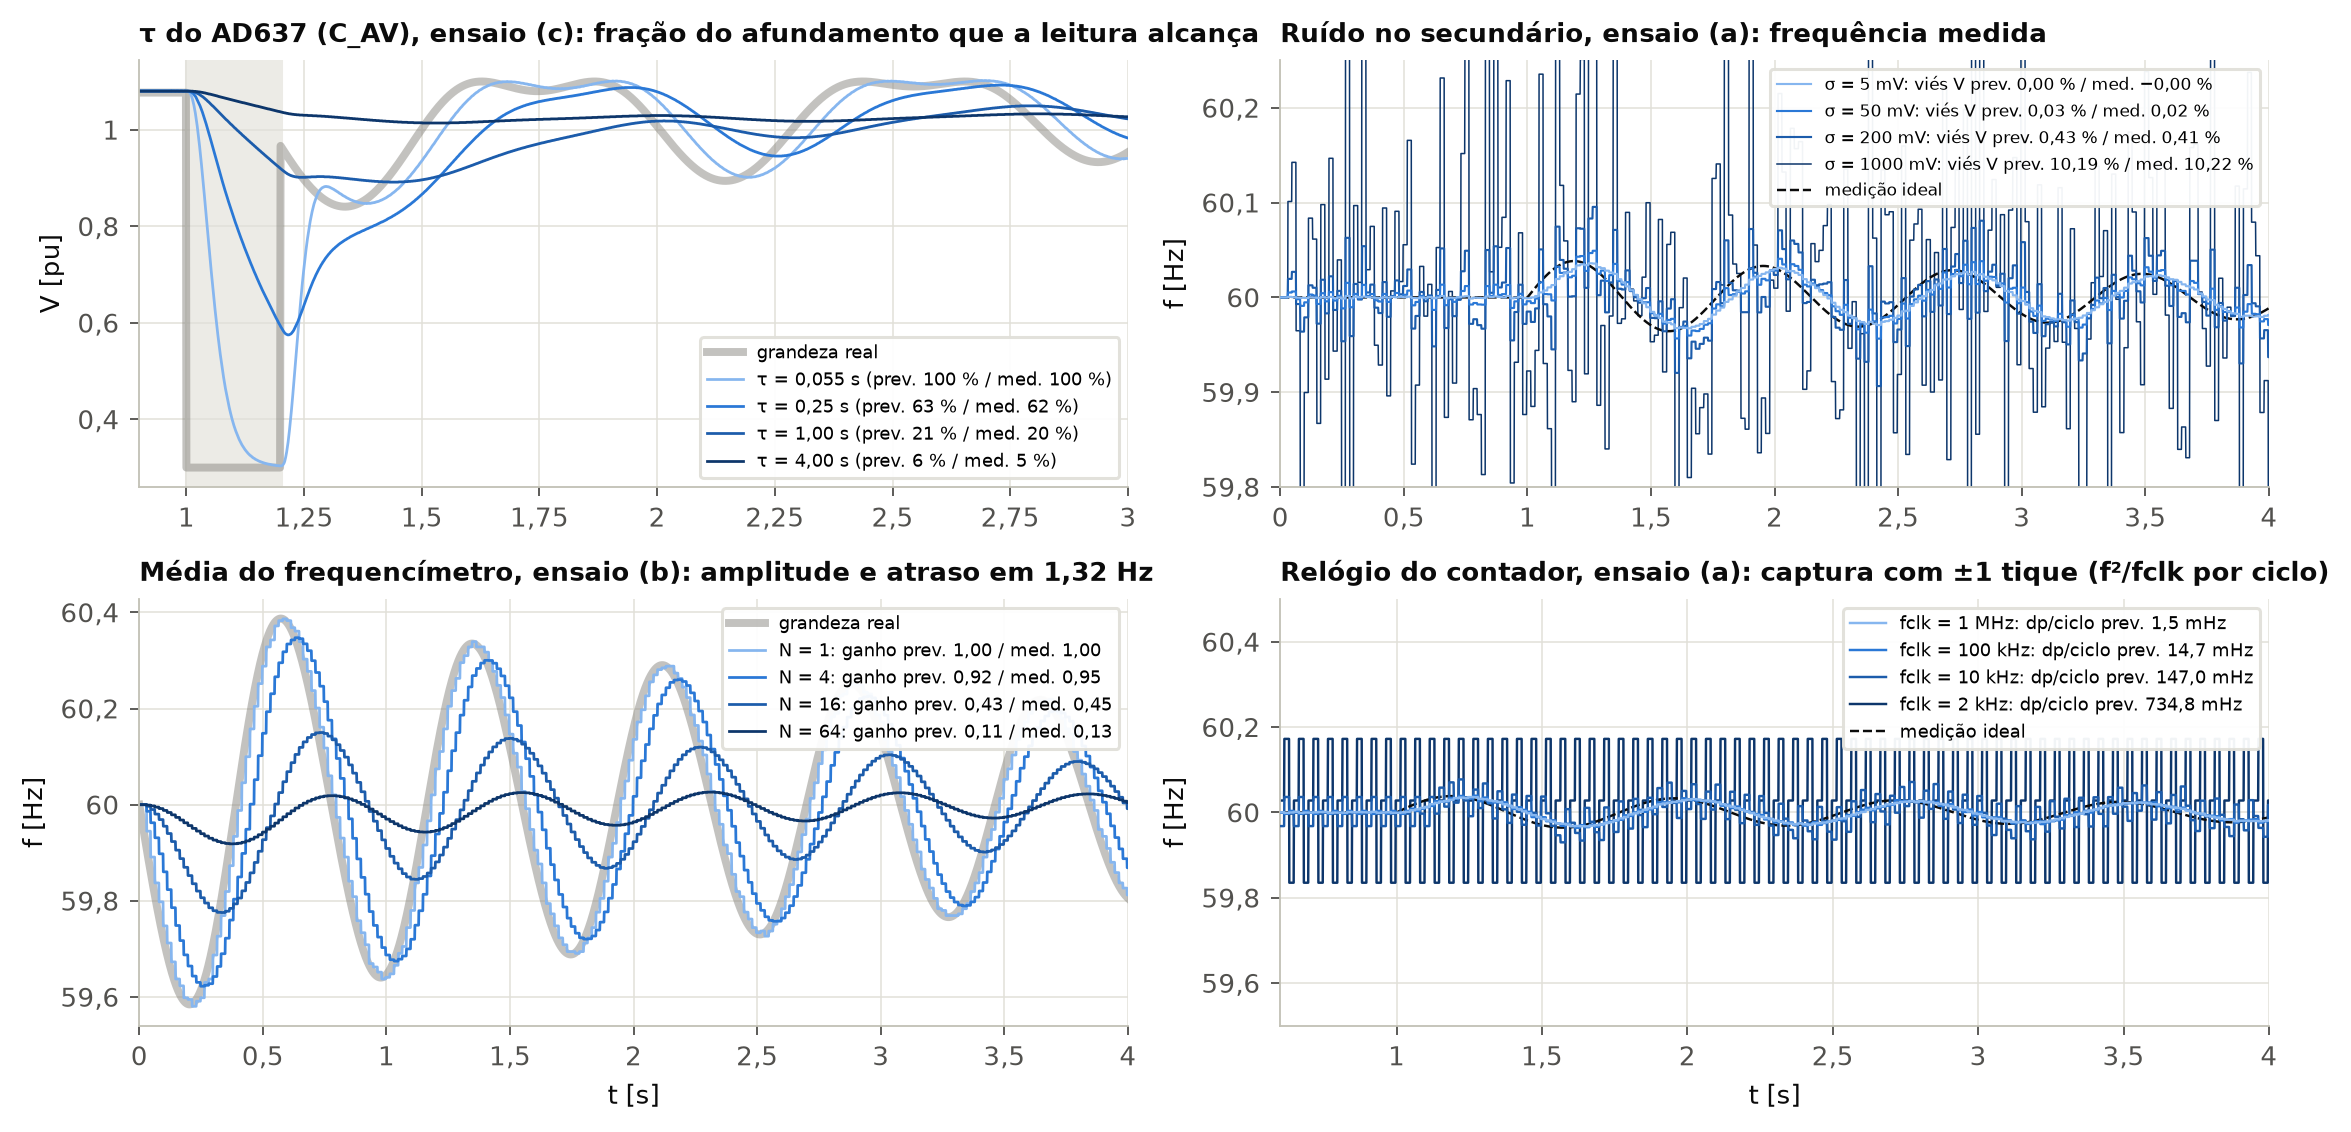 τ do AD637 (C_AV), ensaio (c): fração do afundamento que a leitura alcança
V [pu]
1
0,8
0,6
0,4
grandeza real
τ = 0,055 s (prev. 100 % / med. 100 %)
τ = 0,25 s (prev. 63 % / med. 62 %)
τ = 1,00 s (prev. 21 % / med. 20 %)
τ = 4,00 s (prev. 6 % / med. 5 %)
1 1,25 1,5 1,75 2 2,25 2,5 2,75 3
Ruído no secundário, ensaio (a): frequência medida
f [Hz]
60,2
60,1
60
59,9
59,8
σ = 5 mV: viés V prev. 0,00 % / med. −0,00 %
σ = 50 mV: viés V prev. 0,03 % / med. 0,02 %
σ = 200 mV: viés V prev. 0,43 % / med. 0,41 %
σ = 1000 mV: viés V prev. 10,19 % / med. 10,22 %
medição ideal
0 0,5 1 1,5 2 2,5 3 3,5 4
Média do frequencímetro, ensaio (b): amplitude e atraso em 1,32 Hz
f [Hz]
60,4
60,2
60
59,8
59,6
grandeza real
N = 1: ganho prev. 1,00 / med. 1,00
N = 4: ganho prev. 0,92 / med. 0,95
N = 16: ganho prev. 0,43 / med. 0,45
N = 64: ganho prev. 0,11 / med. 0,13
0 0,5 1 1,5 2 2,5 3 3,5 4
t [s]
Relógio do contador, ensaio (a): captura com ±1 tique (f²/fclk por ciclo)
f [Hz]
60,4
60,2
60
59,8
59,6
fclk = 1 MHz: dp/ciclo prev. 1,5 mHz
fclk = 100 kHz: dp/ciclo prev. 14,7 mHz
fclk = 10 kHz: dp/ciclo prev. 147,0 mHz
fclk = 2 kHz: dp/ciclo prev. 734,8 mHz
medição ideal
1 1,5 2 2,5 3 3,5 4
t [s]